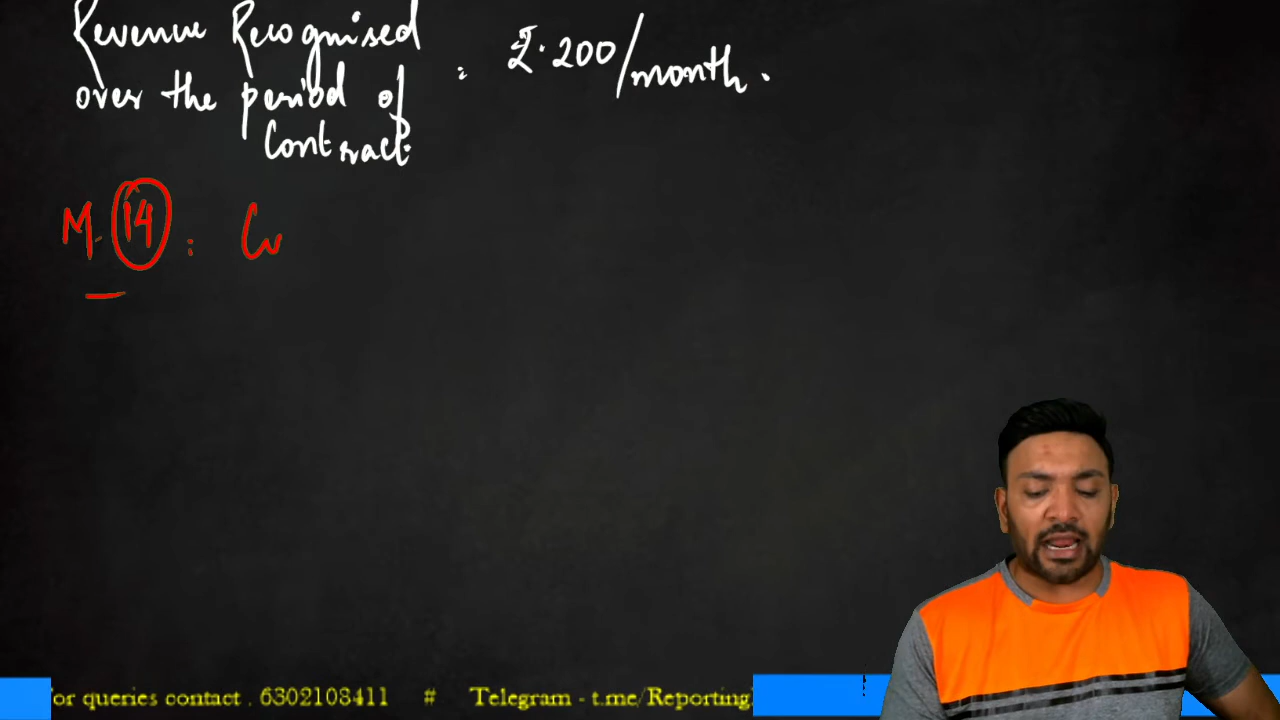 Revenue Recognised
over the period of
Contract
= ₹.200/month.
M. 14 :
For queries contact . 6302108411 # Telegram - t.me/Reporting